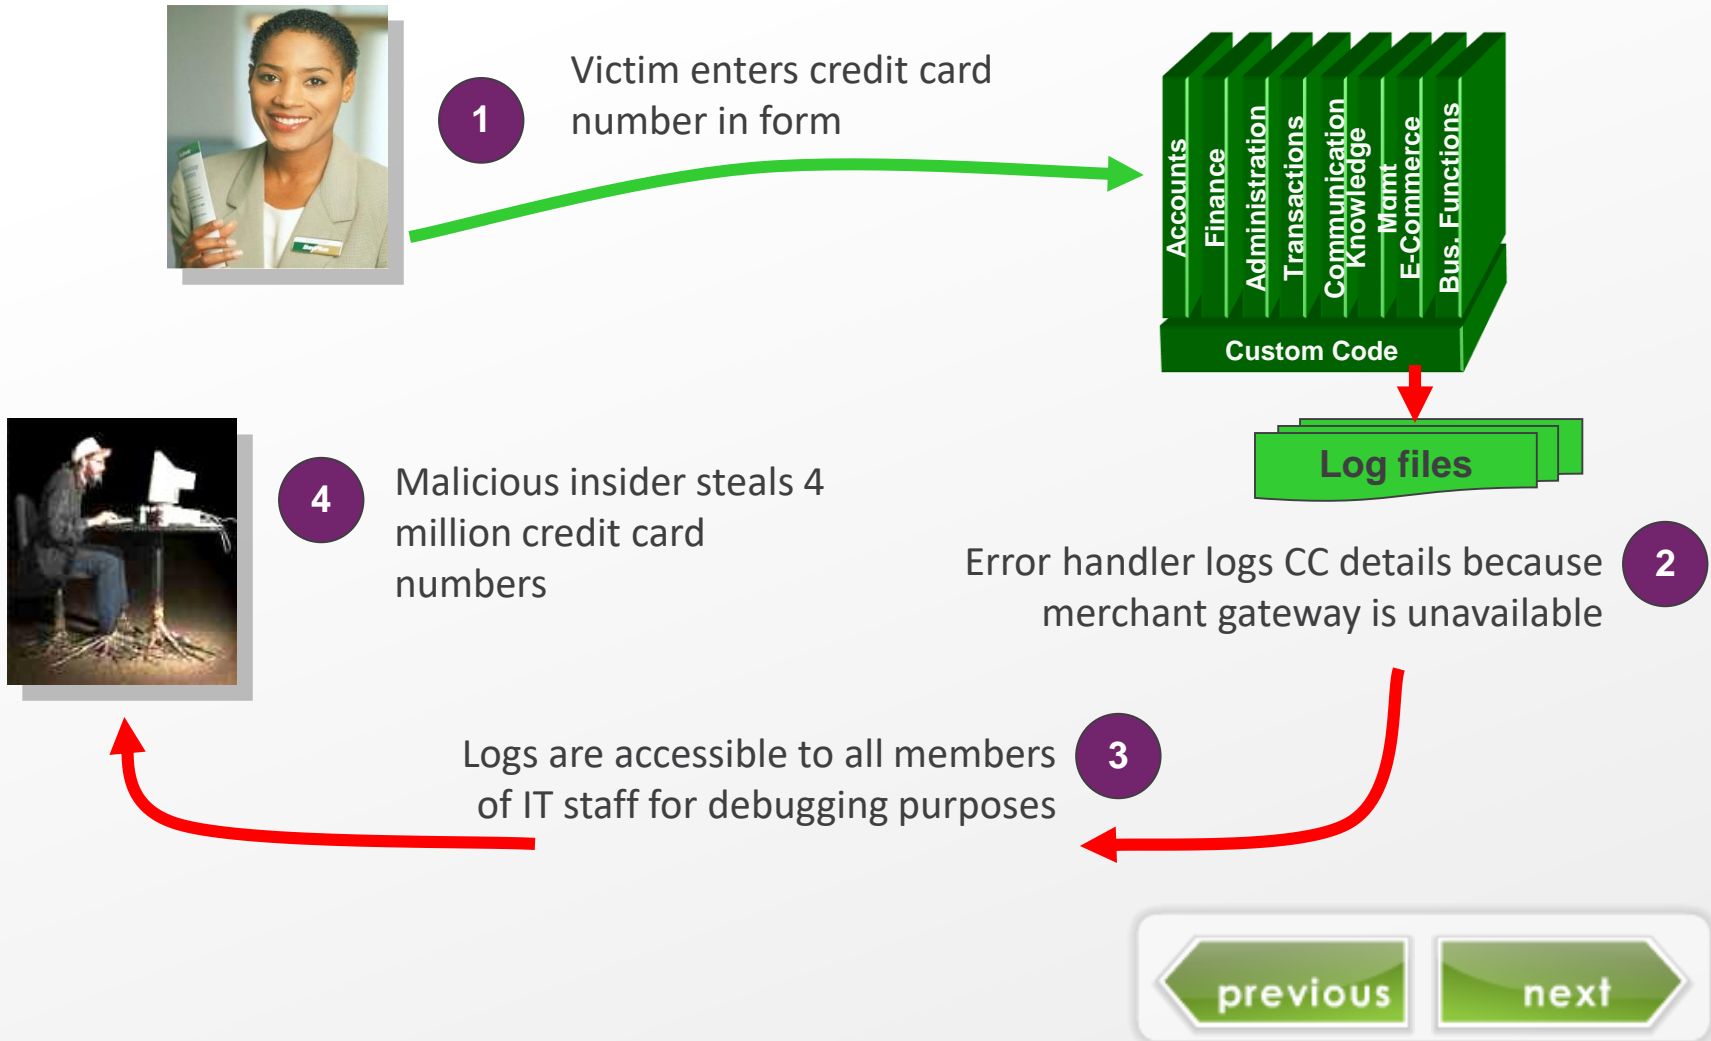 1
Victim enters credit card
number in form
Accounts
Finance
Administration
Transactions
Communication
Knowledge
Mgmt
E-Commerce
Bus. Functions
Custom Code
Log files
2
Error handler logs CC details because
merchant gateway is unavailable
3
Logs are accessible to all members
of IT staff for debugging purposes
4
Malicious insider steals 4
million credit card
numbers
previous
next